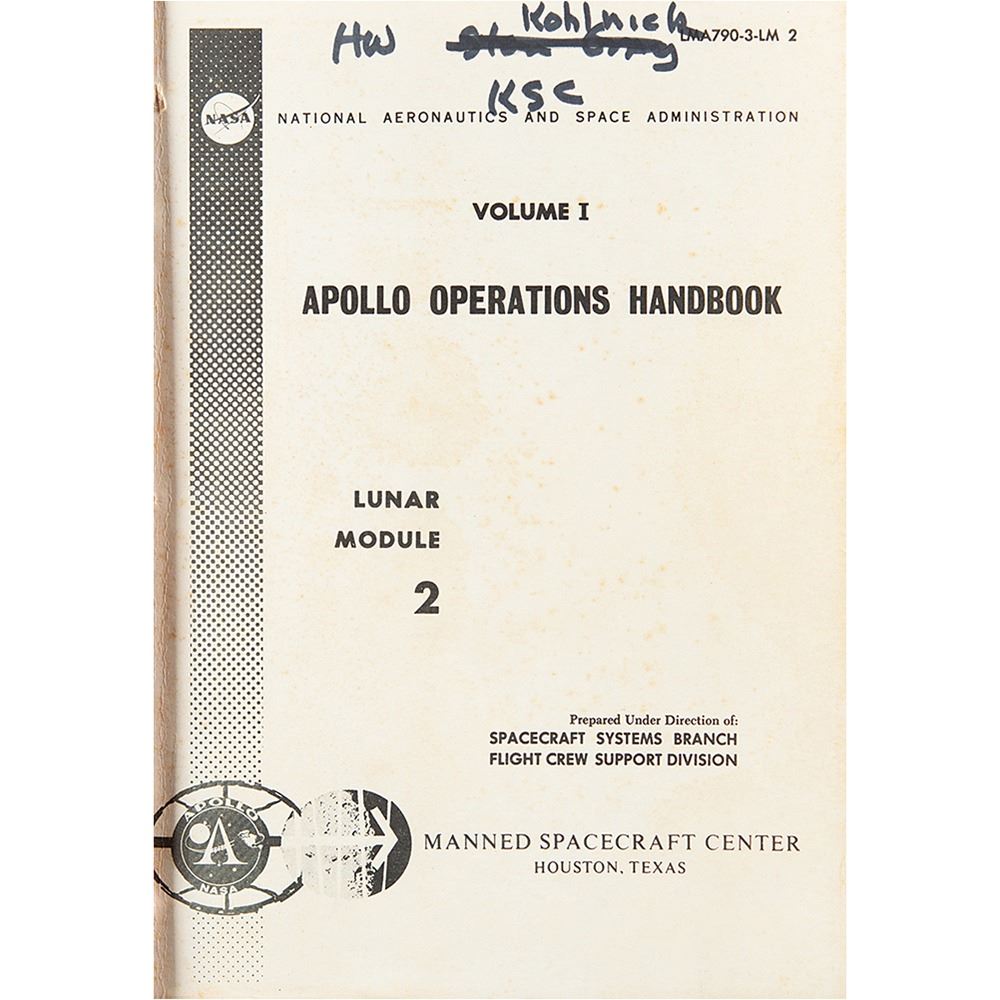 HW Kohlnick LMA790-3-LM 2
KSC
NASA
NATIONAL AERONAUTICS AND SPACE ADMINISTRATION
VOLUME I
APOLLO OPERATIONS HANDBOOK
LUNAR
MODULE
2
Prepared Under Direction of:
SPACECRAFT SYSTEMS BRANCH
FLIGHT CREW SUPPORT DIVISION
APOLLO
A
NASA
MANNED SPACECRAFT CENTER
HOUSTON, TEXAS